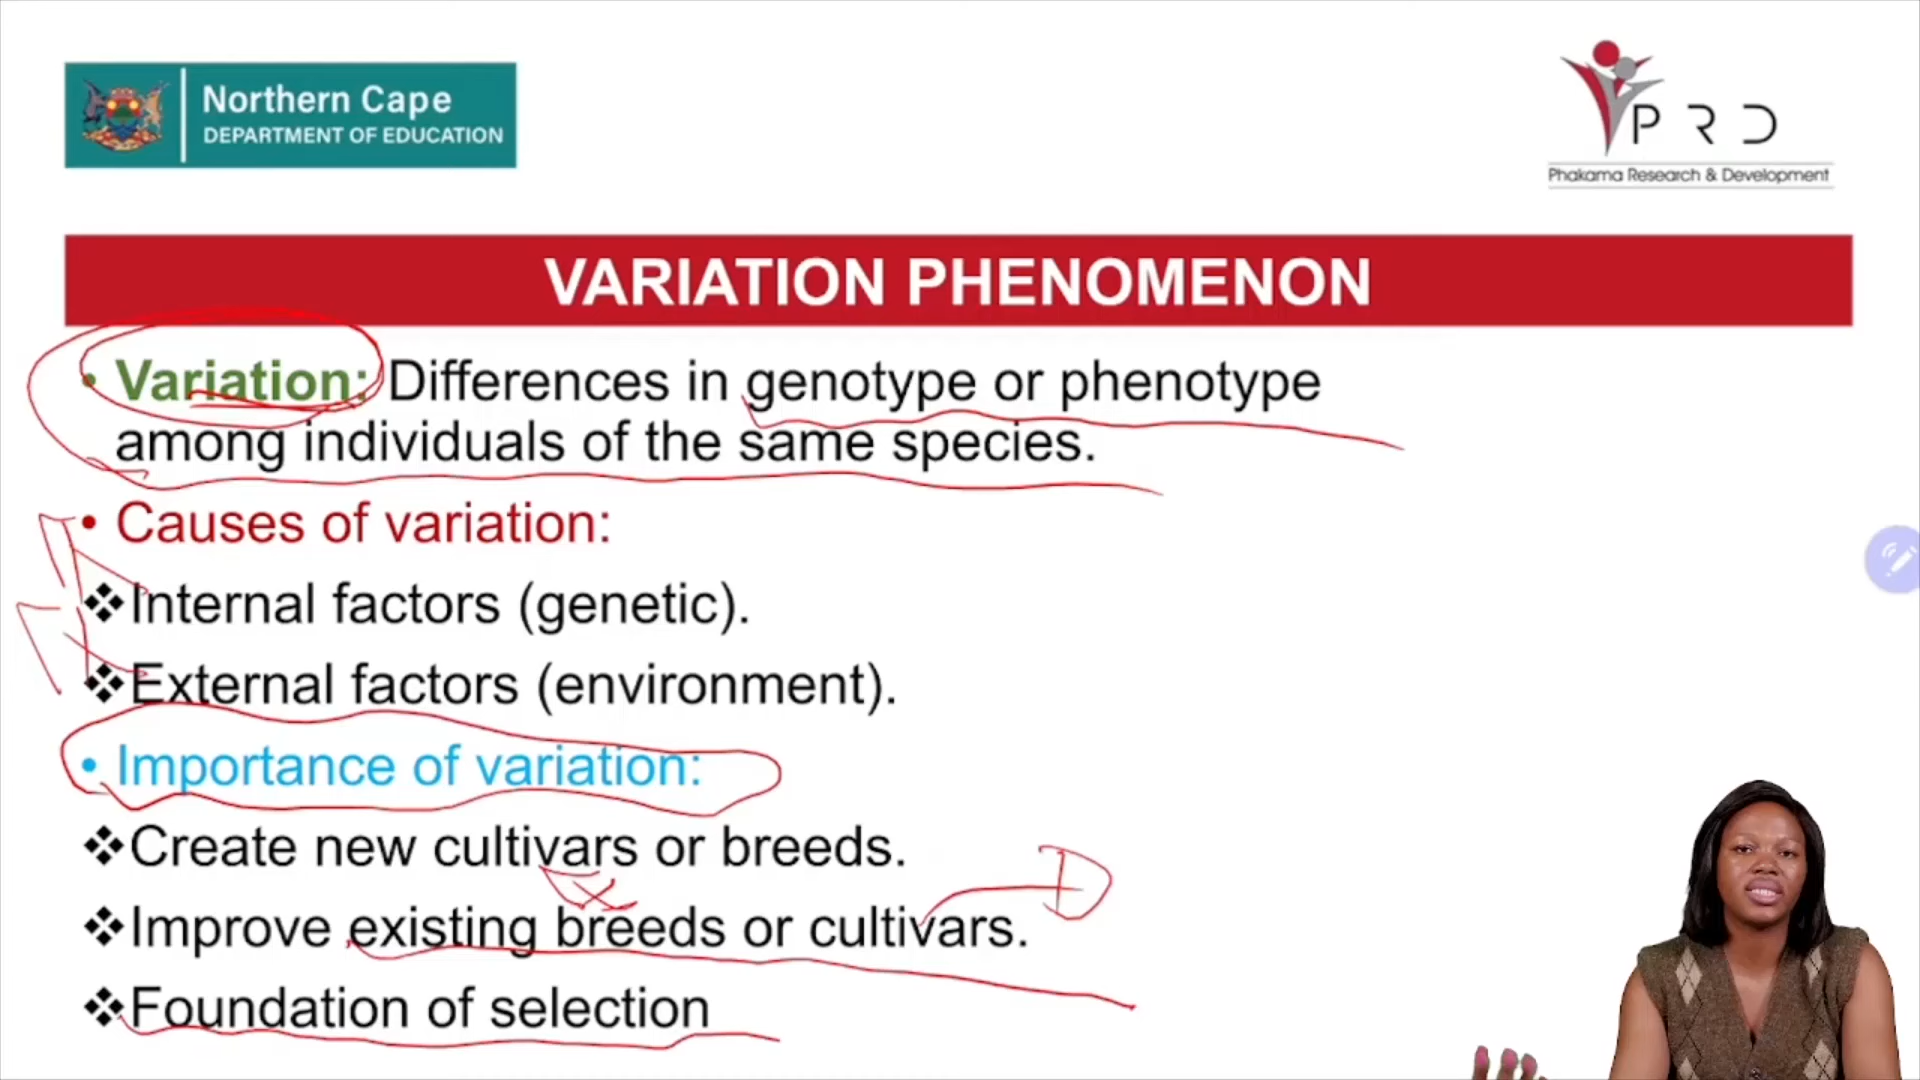 Northern Cape
DEPARTMENT OF EDUCATION
PRD
Phakama Research & Development
VARIATION PHENOMENON
• Variation: Differences in genotype or phenotype
among individuals of the same species.
• Causes of variation:
❖Internal factors (genetic).
❖External factors (environment).
• Importance of variation:
❖Create new cultivars or breeds.
❖Improve existing breeds or cultivars.
❖Foundation of selection